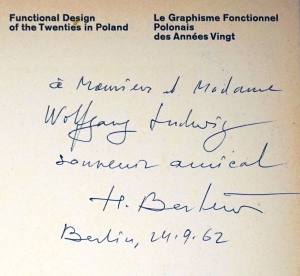 Functional Design
of the Twenties in Poland
Le Graphisme Fonctionnel
Polonais
des Années Vingt
à Monsieur et Madame
Wolfgang Ludwig
souvenir amical
H. Berlewi
Berlin, 24.9.62